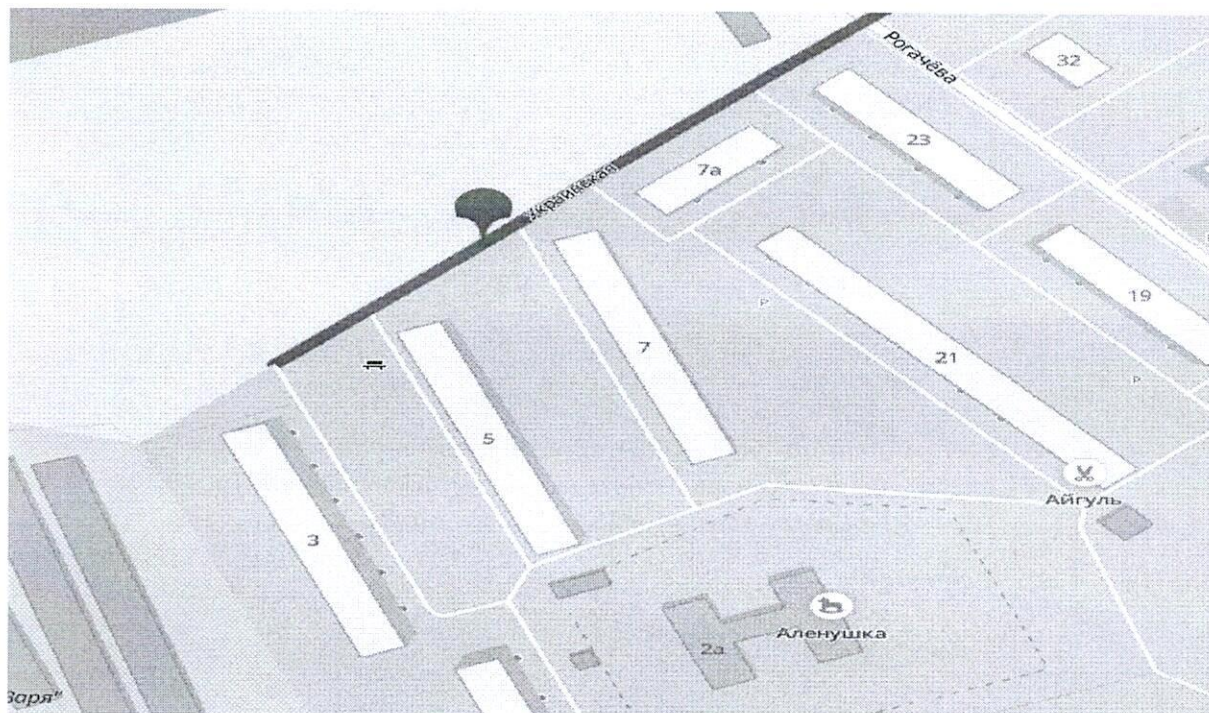 Рогачёва
32
23
7а
Украинская
19
7
21
5
Р
Р
Айгуль
3
Аленушка
2а
Заря"